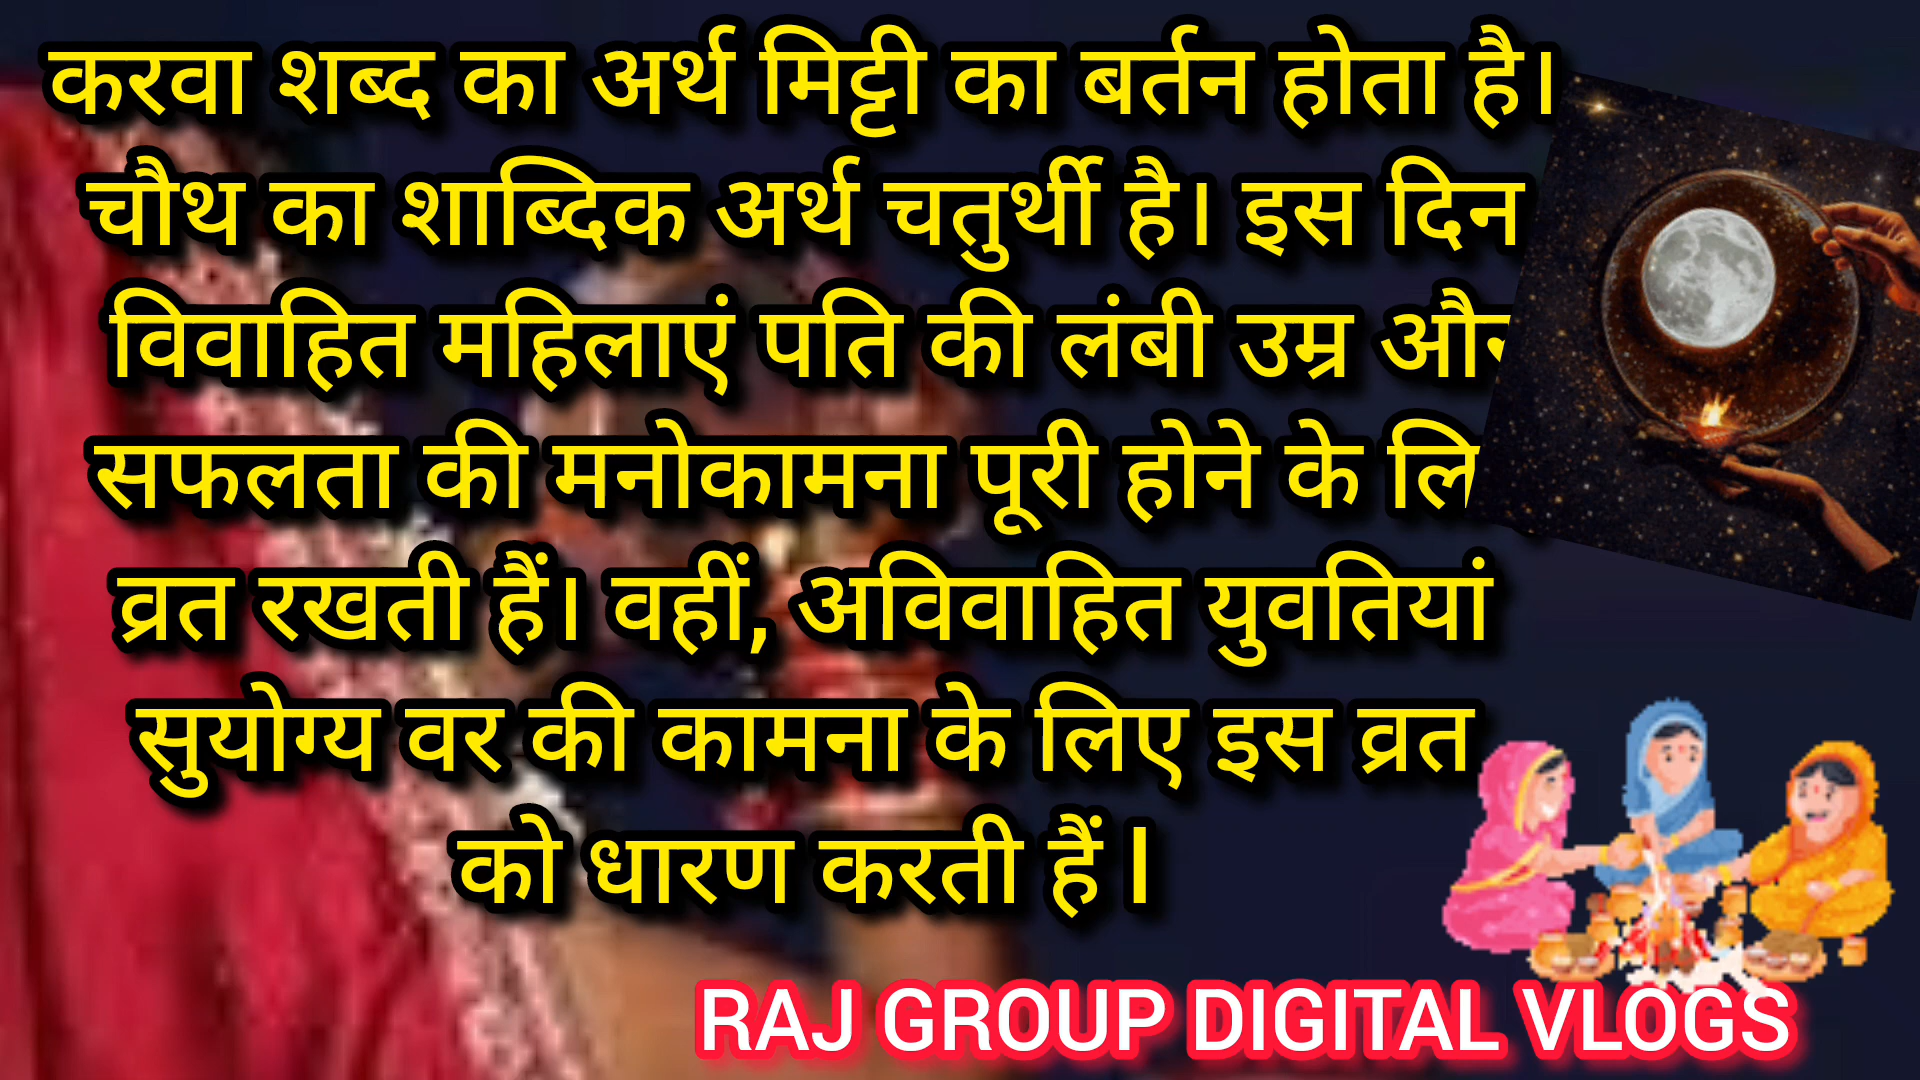 करवा शब्द का अर्थ मिट्टी का बर्तन होता है।
चौथ का शाब्दिक अर्थ चतुर्थी है। इस दिन
विवाहित महिलाएं पति की लंबी उम्र
सफलता की मनोकामना पूरी होने के
व्रत रखती हैं। वहीं, अविवाहित युवतियां
सुयोग्य वर की कामना के लिए इस व्रत
को धारण करती हैं l
RAJ GROUP DIGITAL VLOGS